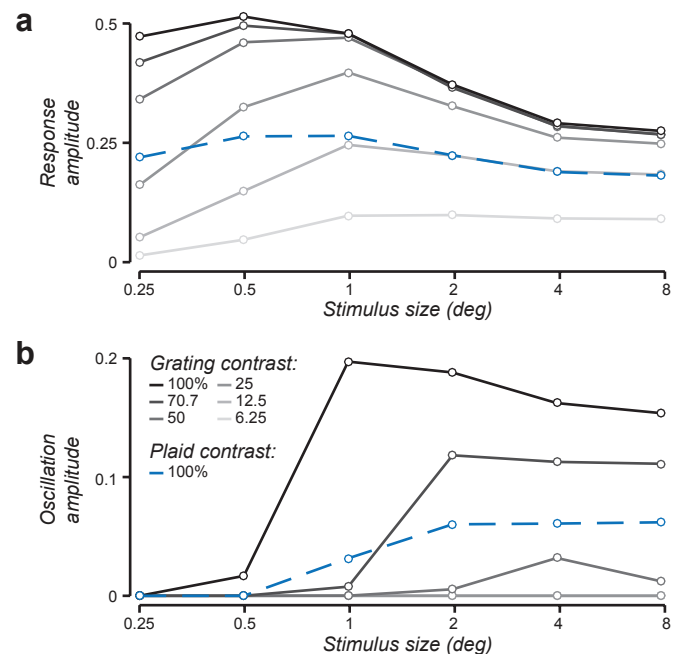 a
0.5
0.25
0
Response
amplitude
0.25 0.5 1 2 4 8
Stimulus size (deg)
b
0.2
0.1
0
Oscillation
amplitude
Grating contrast:
100% 25
70.7 12.5
50 6.25
Plaid contrast:
100%
0.25 0.5 1 2 4 8
Stimulus size (deg)